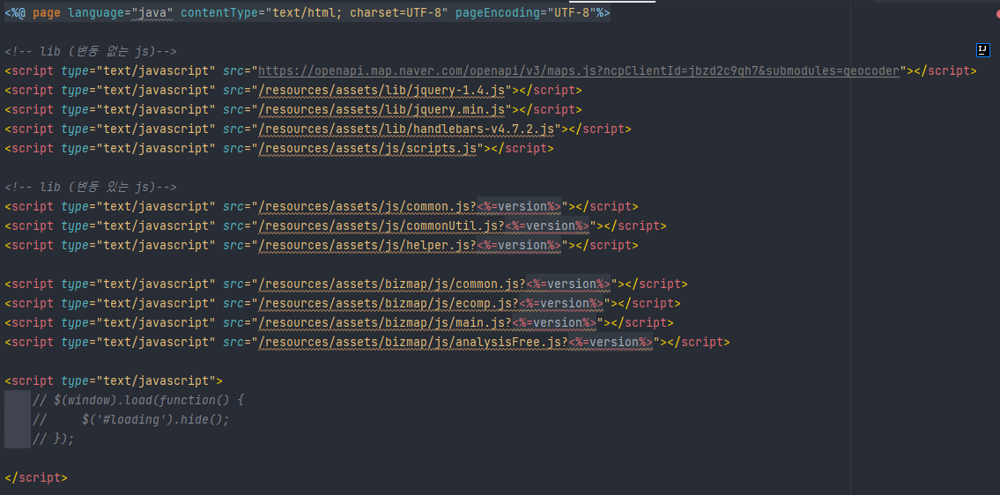 <%@ page language="java" contentType="text/html; charset=UTF-8" pageEncoding="UTF-8"%>
<!-- lib (변동 없는 js)-->
<script type="text/javascript" src="https://openapi.map.naver.com/openapi/v3/maps.js?ncpClientId=jbzd2c9qh7&submodules=geocoder"></script>
<script type="text/javascript" src="/resources/assets/lib/jquery-1.4.js"></script>
<script type="text/javascript" src="/resources/assets/lib/jquery.min.js"></script>
<script type="text/javascript" src="/resources/assets/lib/handlebars-v4.7.2.js"></script>
<script type="text/javascript" src="/resources/assets/js/scripts.js"></script>
<!-- lib (변동 있는 js)-->
<script type="text/javascript" src="/resources/assets/js/common.js?<%=version%>"></script>
<script type="text/javascript" src="/resources/assets/js/commonUtil.js?<%=version%>"></script>
<script type="text/javascript" src="/resources/assets/js/helper.js?<%=version%>"></script>
<script type="text/javascript" src="/resources/assets/bizmap/js/common.js?<%=version%>"></script>
<script type="text/javascript" src="/resources/assets/bizmap/js/ecomp.js?<%=version%>"></script>
<script type="text/javascript" src="/resources/assets/bizmap/js/main.js?<%=version%>"></script>
<script type="text/javascript" src="/resources/assets/bizmap/js/analysisFree.js?<%=version%>"></script>
<script type="text/javascript">
// $(window).load(function() {
//     $('#loading').hide();
// });
</script>
IJ